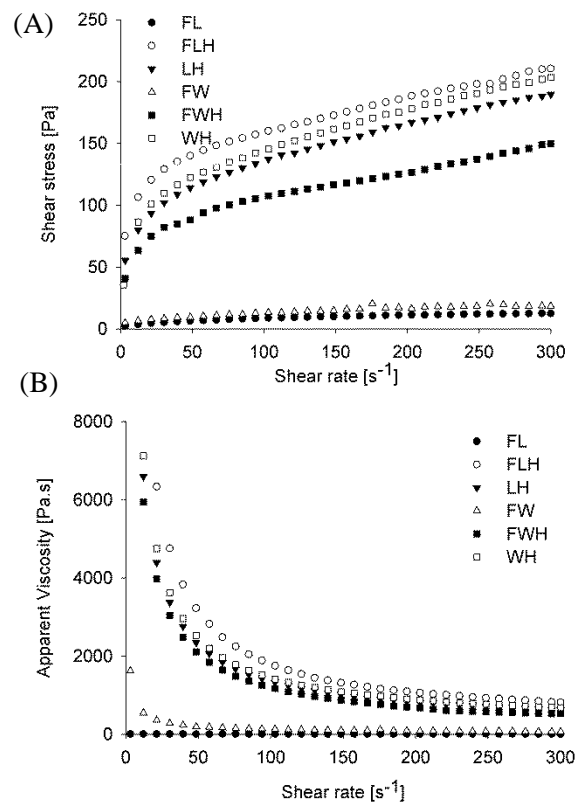 (A)
250
200
150
100
50
0
Shear stress [Pa]
FL
FLH
LH
FW
FWH
WH
0 50 100 150 200 250 300
Shear rate [s-1]
(B)
8000
6000
4000
2000
0
Apparent Viscosity [Pa.s]
FL
FLH
LH
FW
FWH
WH
0 50 100 150 200 250 300
Shear rate [s-1]